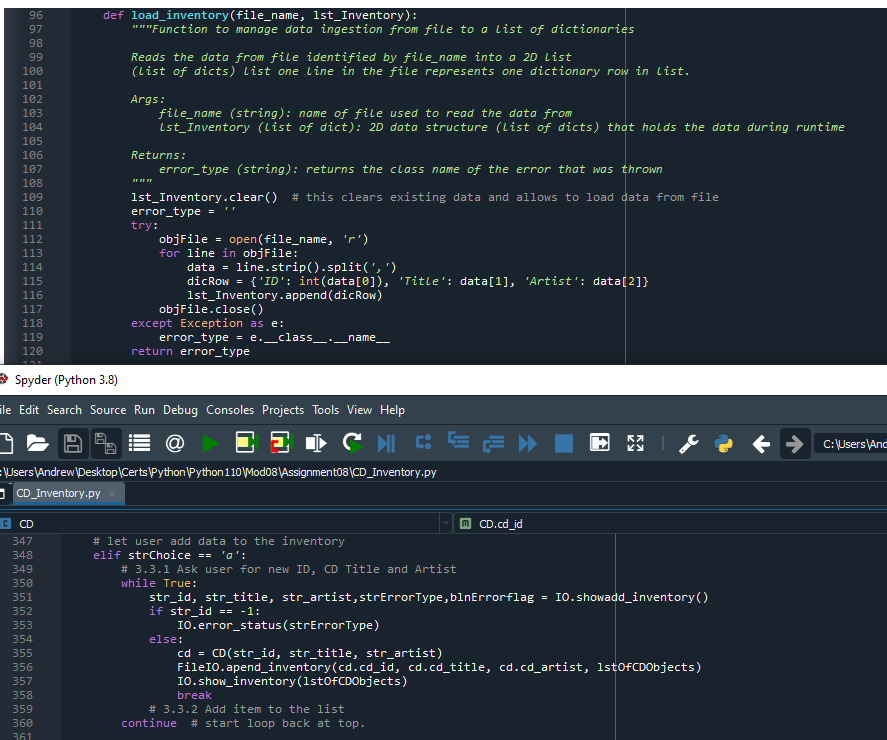 96 def load_inventory(file_name, lst_Inventory):
97 """Function to manage data ingestion from file to a list of dictionaries
98
99 Reads the data from file identified by file_name into a 2D list
100 (list of dicts) list one line in the file represents one dictionary row in list.
101
102 Args:
103 file_name (string): name of file used to read the data from
104 lst_Inventory (list of dict): 2D data structure (list of dicts) that holds the data during runtime
105
106 Returns:
107 error_type (string): returns the class name of the error that was thrown
108 """
109 lst_Inventory.clear()  # this clears existing data and allows to load data from file
110 error_type = ''
111 try:
112 objFile = open(file_name, 'r')
113 for line in objFile:
114 data = line.strip().split(',')
115 dicRow = {'ID': int(data[0]), 'Title': data[1], 'Artist': data[2]}
116 lst_Inventory.append(dicRow)
117 objFile.close()
118 except Exception as e:
119 error_type = e.__class__.__name__
120 return error_type
121
Spyder (Python 3.8)
ile Edit Search Source Run Debug Consoles Projects Tools View Help
C:\Users\And
:\Users\Andrew\Desktop\Certs\Python\Python110\Mod08\Assignment08\CD_Inventory.py
CD_Inventory.py
CD CD.cd_id
347 # let user add data to the inventory
348 elif strChoice == 'a':
349 # 3.3.1 Ask user for new ID, CD Title and Artist
350 while True:
351 str_id, str_title, str_artist,strErrorType,blnErrorflag = IO.showadd_inventory()
352 if str_id == -1:
353 IO.error_status(strErrorType)
354 else:
355 cd = CD(str_id, str_title, str_artist)
356 FileIO.apend_inventory(cd.cd_id, cd.cd_title, cd.cd_artist, lstOfCDObjects)
357 IO.show_inventory(lstOfCDObjects)
358 break
359 # 3.3.2 Add item to the list
360 continue  # start loop back at top.
361